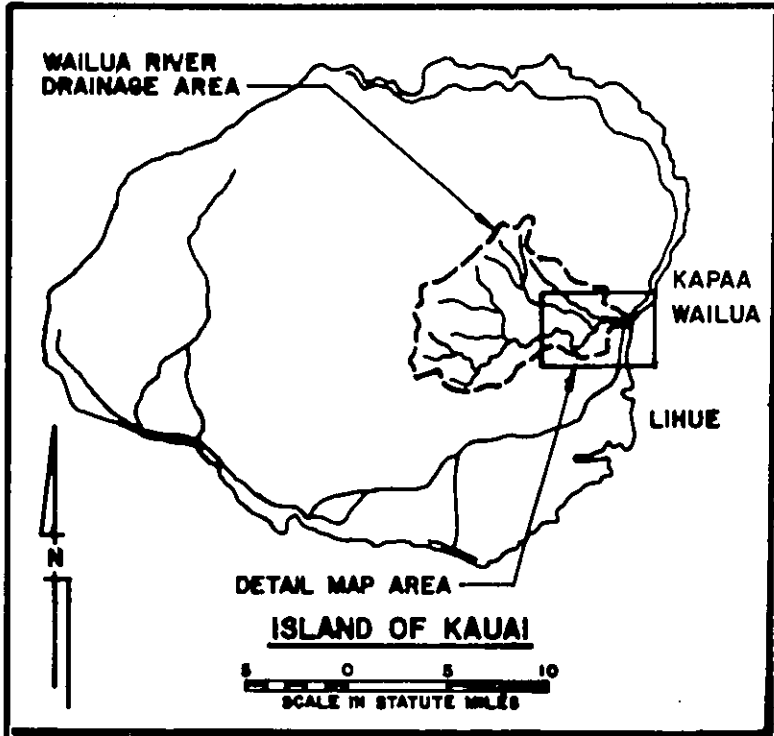 WAILUA RIVER
DRAINAGE AREA
KAPAA
WAILUA
LIHUE
N
DETAIL MAP AREA
ISLAND OF KAUAI
5 0 5 10
SCALE IN STATUTE MILES